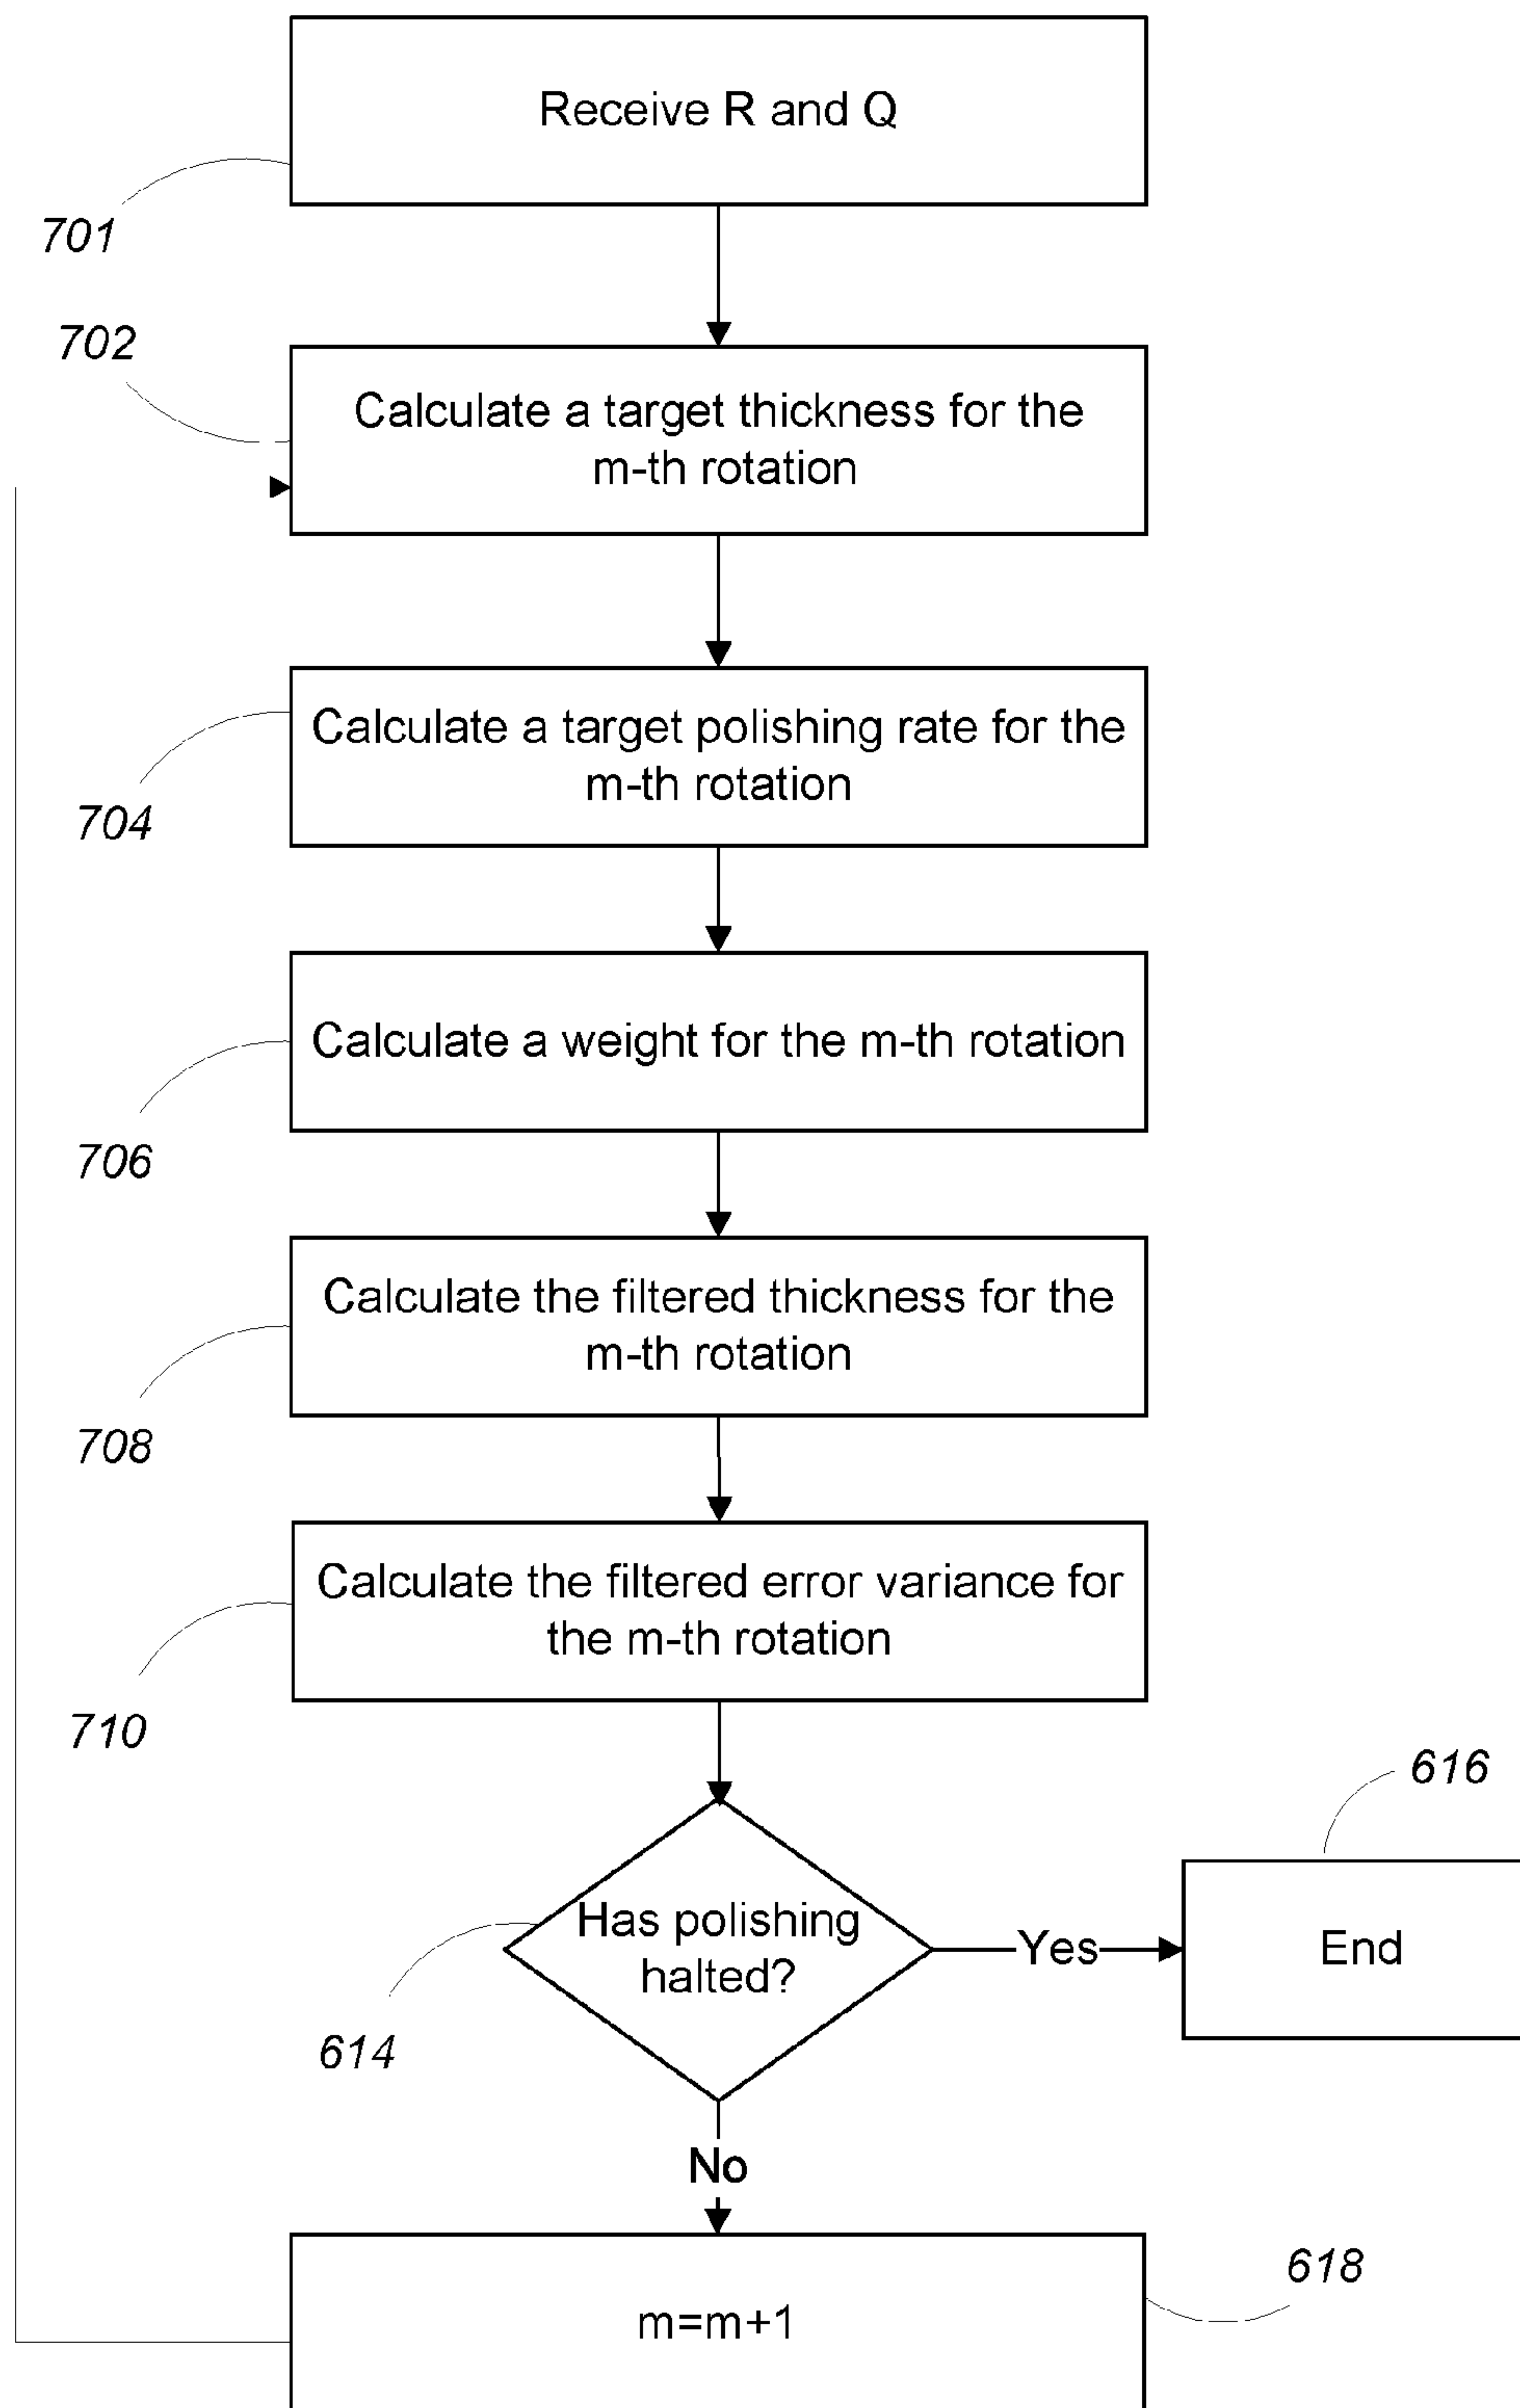 Receive R and Q
701
702
Calculate a target thickness for the
m-th rotation
Calculate a target polishing rate for the
m-th rotation
704
Calculate a weight for the m-th rotation
706
Calculate the filtered thickness for the
m-th rotation
708
Calculate the filtered error variance for
the m-th rotation
710
616
Has polishing
halted?
Yes
End
614
No
618
m=m+1